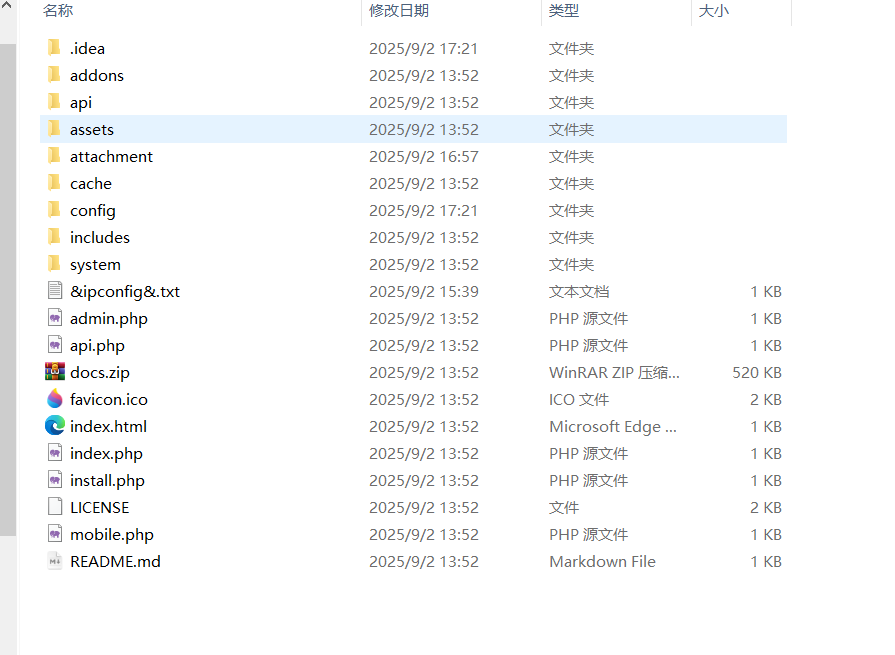 名称 修改日期 类型 大小
.idea 2025/9/2 17:21 文件夹
addons 2025/9/2 13:52 文件夹
api 2025/9/2 13:52 文件夹
assets 2025/9/2 13:52 文件夹
attachment 2025/9/2 16:57 文件夹
cache 2025/9/2 13:52 文件夹
config 2025/9/2 17:21 文件夹
includes 2025/9/2 13:52 文件夹
system 2025/9/2 13:52 文件夹
&ipconfig&.txt 2025/9/2 15:39 文本文档 1 KB
admin.php 2025/9/2 13:52 PHP 源文件 1 KB
api.php 2025/9/2 13:52 PHP 源文件 1 KB
docs.zip 2025/9/2 13:52 WinRAR ZIP 压缩... 520 KB
favicon.ico 2025/9/2 13:52 ICO 文件 2 KB
index.html 2025/9/2 13:52 Microsoft Edge ... 1 KB
index.php 2025/9/2 13:52 PHP 源文件 1 KB
install.php 2025/9/2 13:52 PHP 源文件 1 KB
LICENSE 2025/9/2 13:52 文件 2 KB
mobile.php 2025/9/2 13:52 PHP 源文件 1 KB
README.md 2025/9/2 13:52 Markdown File 1 KB